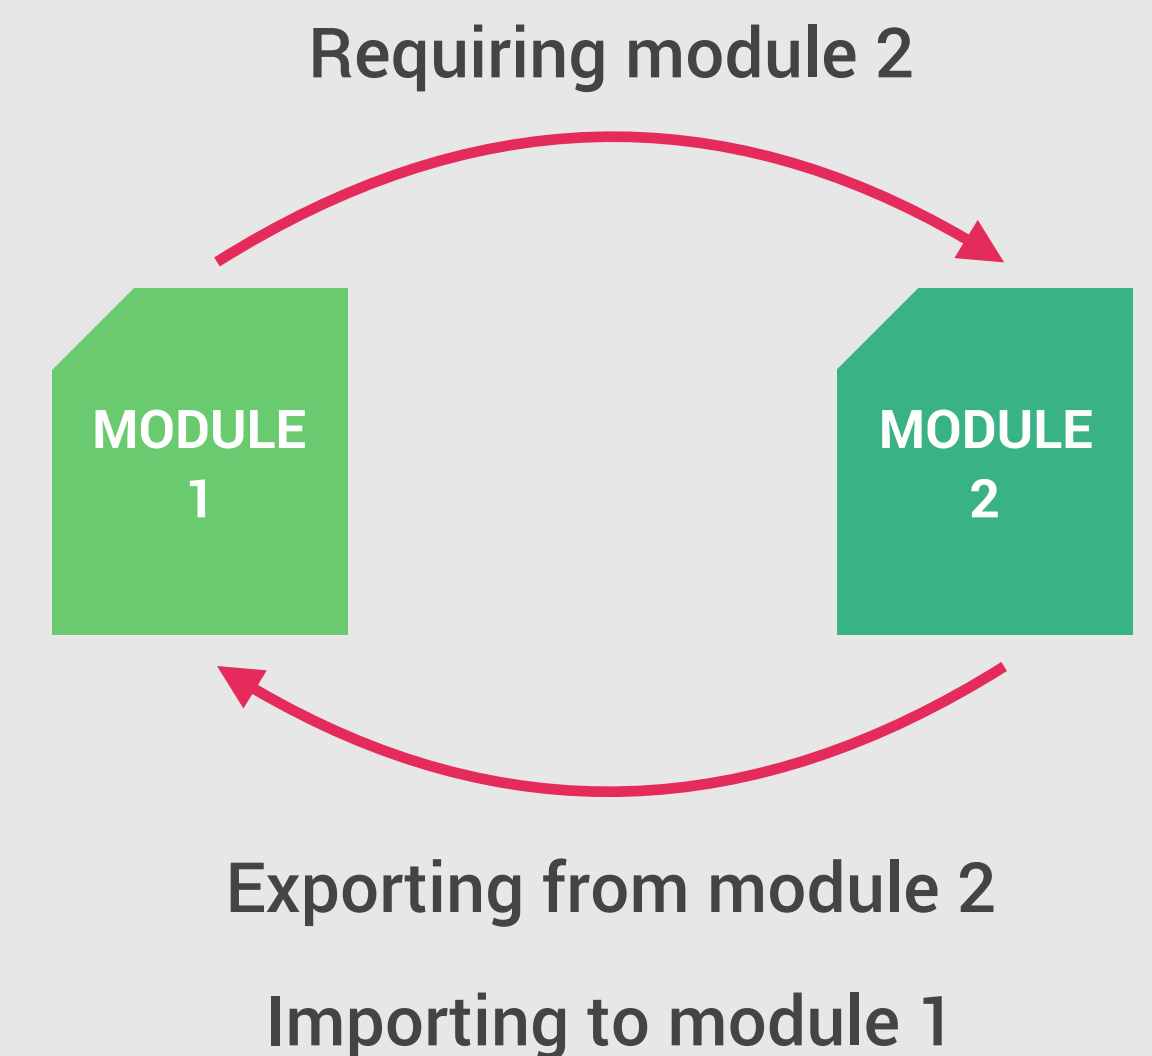 Requiring module 2
MODULE
1
MODULE
2
Exporting from module 2
Importing to module 1